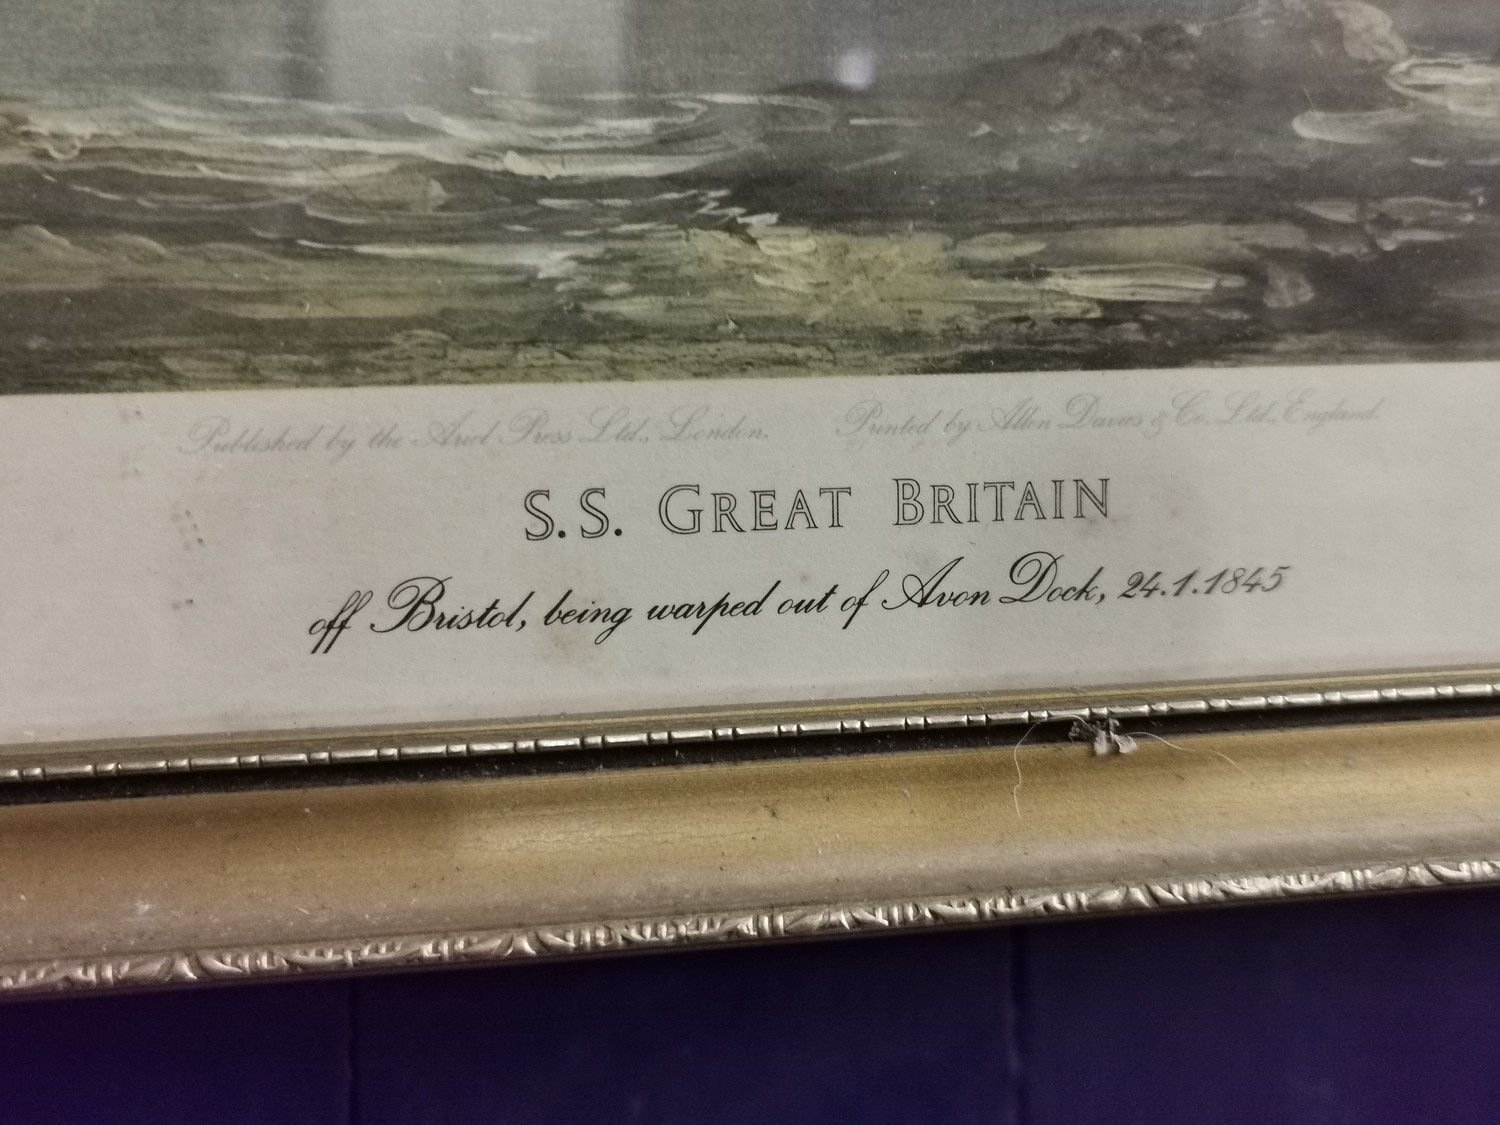 Published by the Ariel Press Ltd., London. Printed by Allen Davies & Co. Ltd., England.
S.S. GREAT BRITAIN
off Bristol, being warped out of Avon Dock, 24.1.1845